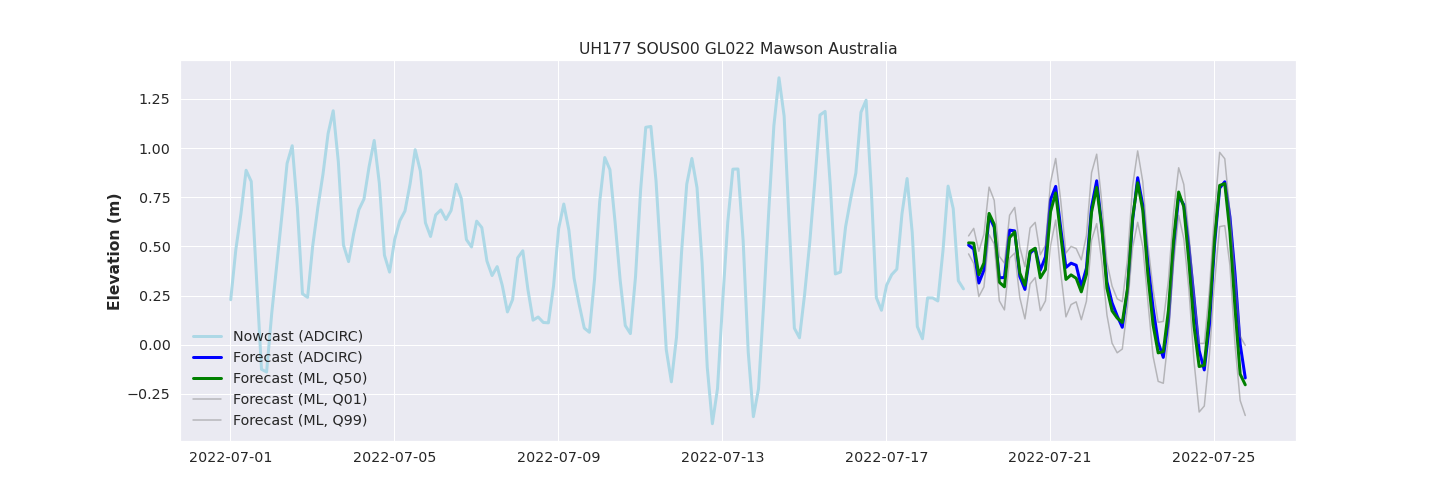 UH177 SOUS00 GL022 Mawson Australia
Elevation (m)
1.25
1.00
0.75
0.50
0.25
0.00
−0.25
Nowcast (ADCIRC)
Forecast (ADCIRC)
Forecast (ML, Q50)
Forecast (ML, Q01)
Forecast (ML, Q99)
2022-07-01 2022-07-05 2022-07-09 2022-07-13 2022-07-17 2022-07-21 2022-07-25